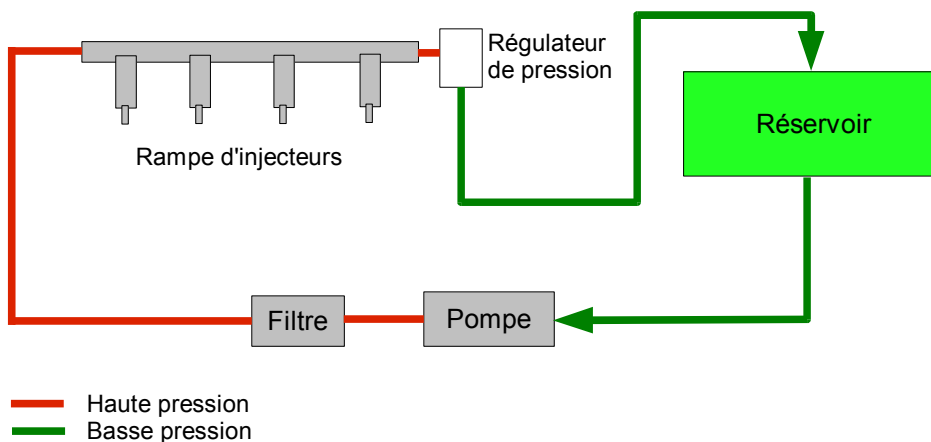 Régulateur
de pression
Réservoir
Rampe d'injecteurs
Filtre
Pompe
Haute pression
Basse pression